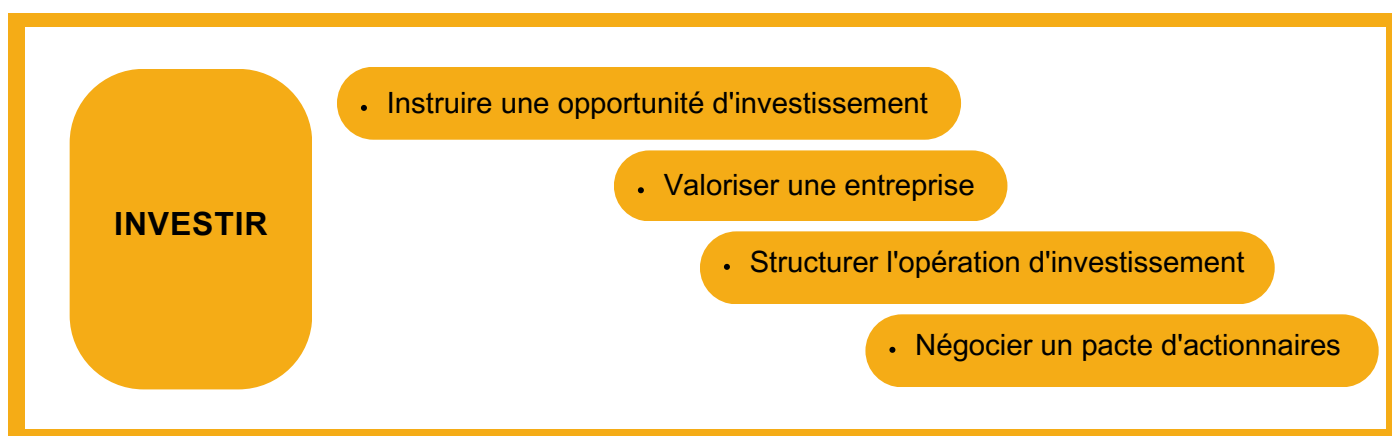 INVESTIR
• Instruire une opportunité d'investissement
• Valoriser une entreprise
• Structurer l'opération d'investissement
• Négocier un pacte d'actionnaires